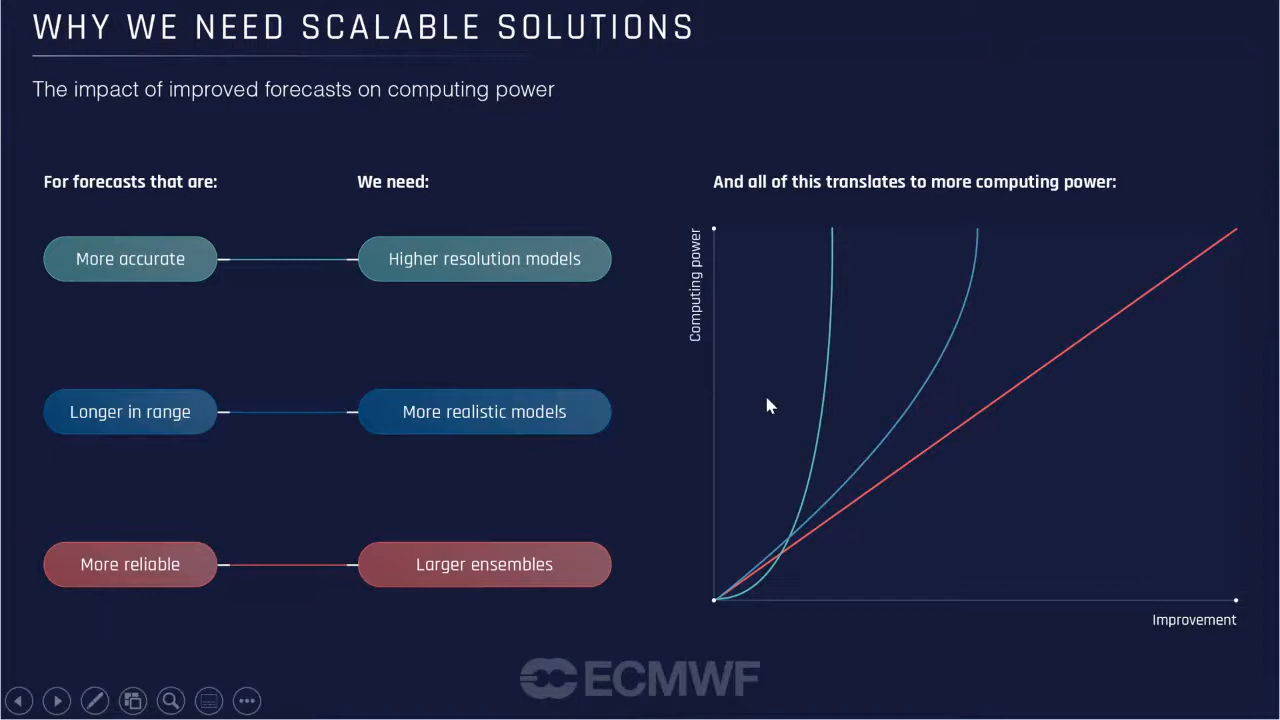 WHY WE NEED SCALABLE SOLUTIONS
The impact of improved forecasts on computing power
For forecasts that are:
We need:
More accurate
Higher resolution models
Longer in range
More realistic models
More reliable
Larger ensembles
And all of this translates to more computing power:
Computing power
Improvement
ECMWF